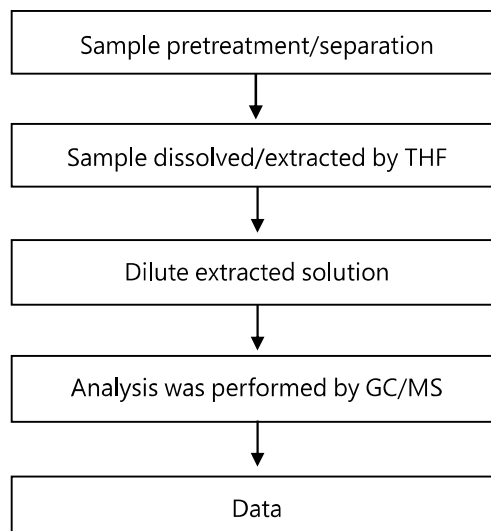 Sample pretreatment/separation
Sample dissolved/extracted by THF
Dilute extracted solution
Analysis was performed by GC/MS
Data